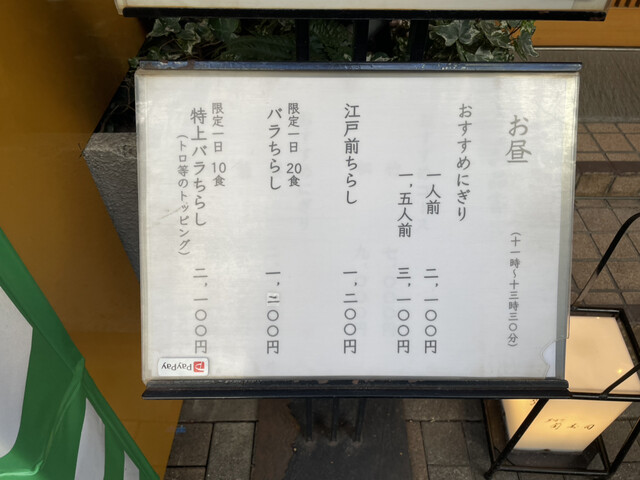 お昼
(十一時～十三時三〇分)
おすすめにぎり
一人前 二,一〇〇円
一,五人前 三,一〇〇円
江戸前ちらし 一,二〇〇円
限定一日 20食
バラちらし 一,二〇〇円
限定一日 10食
特上バラちらし 二,一〇〇円
(トロ等のトッピング)
PayPay